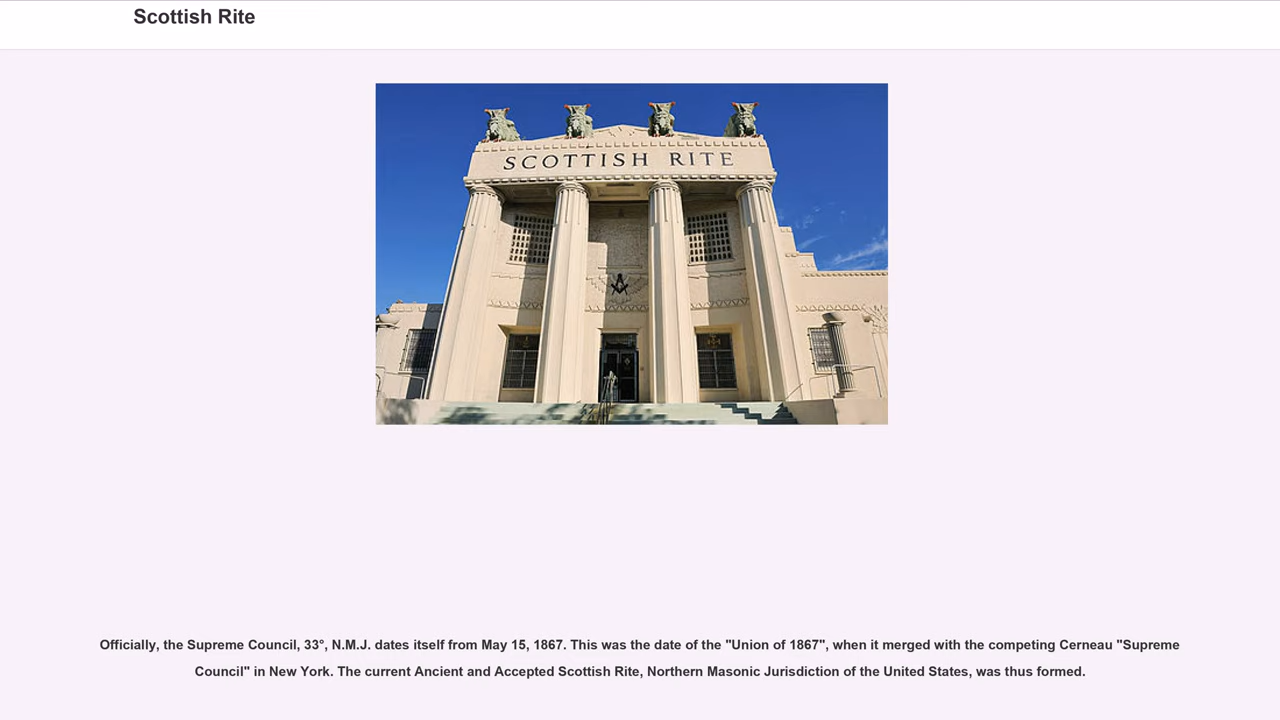 Scottish Rite
SCOTTISH RITE
Officially, the Supreme Council, 33°, N.M.J. dates itself from May 15, 1867. This was the date of the "Union of 1867", when it merged with the competing Cerneau "Supreme
Council" in New York. The current Ancient and Accepted Scottish Rite, Northern Masonic Jurisdiction of the United States, was thus formed.